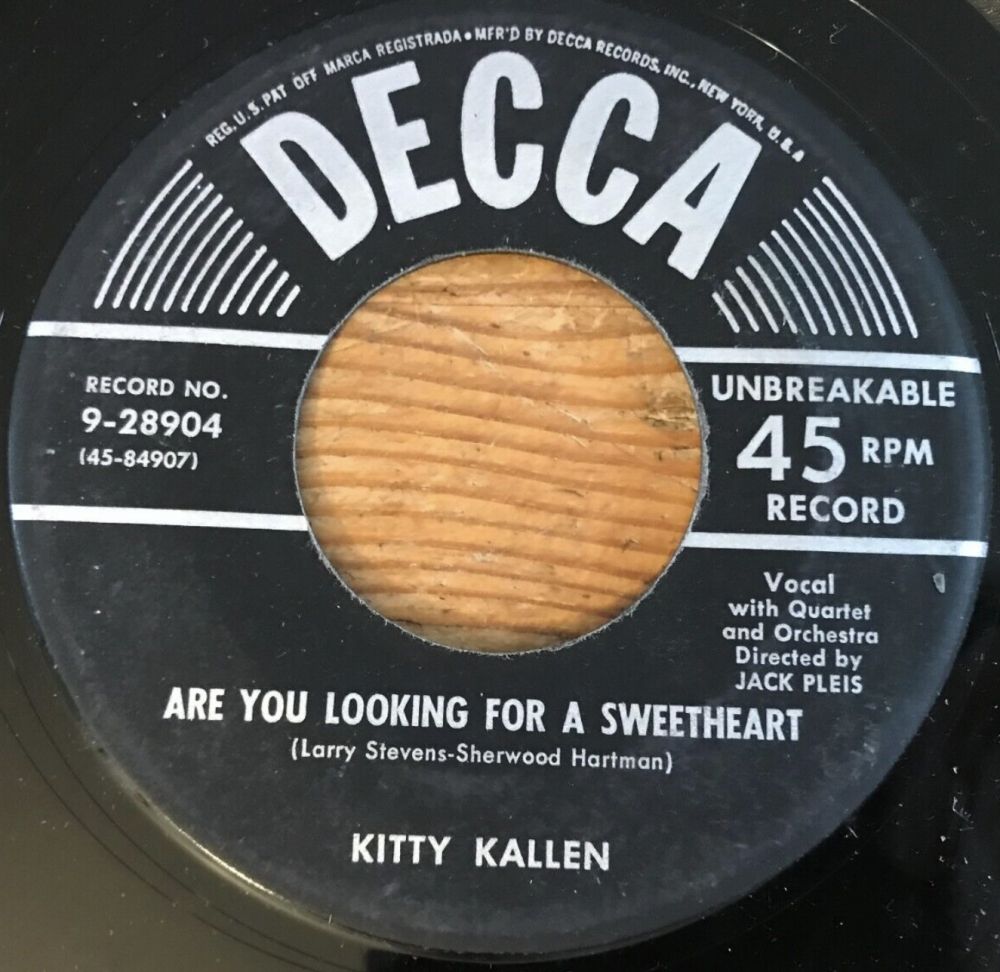 REG. U.S. PAT OFF MARCA REGISTRADA • MFR'D BY DECCA RECORDS, INC., NEW YORK, U.S.A
DECCA
RECORD NO.
9-28904
(45-84907)
UNBREAKABLE
45 RPM
RECORD
Vocal
with Quartet
and Orchestra
Directed by
JACK PLEIS
ARE YOU LOOKING FOR A SWEETHEART
(Larry Stevens-Sherwood Hartman)
KITTY KALLEN